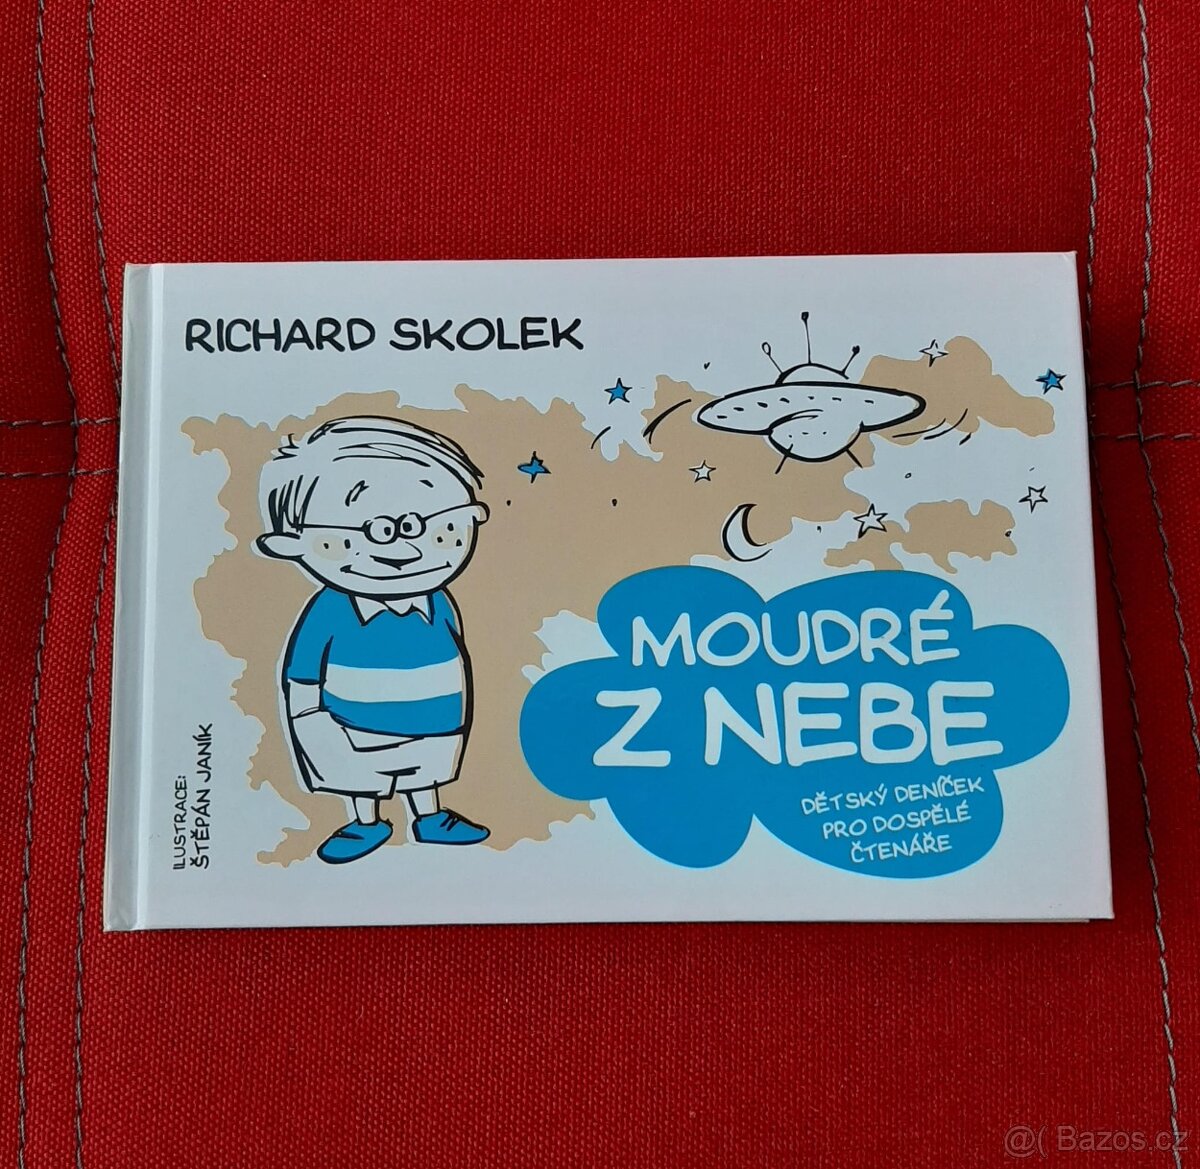 RICHARD SKOLEK
MOUDRÉ
Z NEBE
DĚTSKÝ DENÍČEK
PRO DOSPĚLÉ
ČTENÁŘE
ILUSTRACE:
ŠTĚPÁN JANÍK
@( Bazos.cz